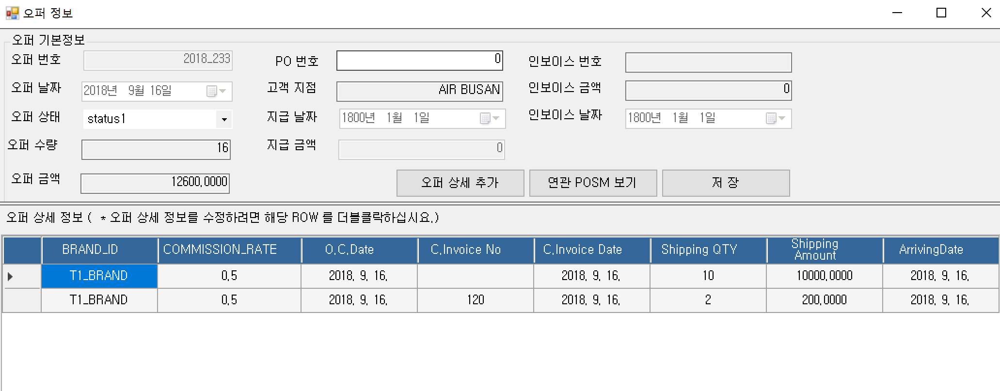 오퍼 정보
오퍼 기본정보
오퍼 번호 2018_233 PO 번호 0 인보이스 번호
오퍼 날짜 2018년 9월 16일 고객 지점 AIR BUSAN 인보이스 금액 0
오퍼 상태 status1 지급 날짜 1800년 1월 1일 인보이스 날짜 1800년 1월 1일
오퍼 수량 16 지급 금액 0
오퍼 금액 12600.0000 오퍼 상세 추가 연관 POSM 보기 저 장
오퍼 상세 정보 ( * 오퍼 상세 정보를 수정하려면 해당 ROW 를 더블클락하십시요.)
BRAND_ID COMMISSION_RATE O.C.Date C.Invoice No C.Invoice Date Shipping QTY Shipping Amount ArrivingDate
T1_BRAND 0.5 2018. 9. 16. 2018. 9. 16. 10 10000.0000 2018. 9. 16.
T1_BRAND 0.5 2018. 9. 16. 120 2018. 9. 16. 2 200.0000 2018. 9. 16.